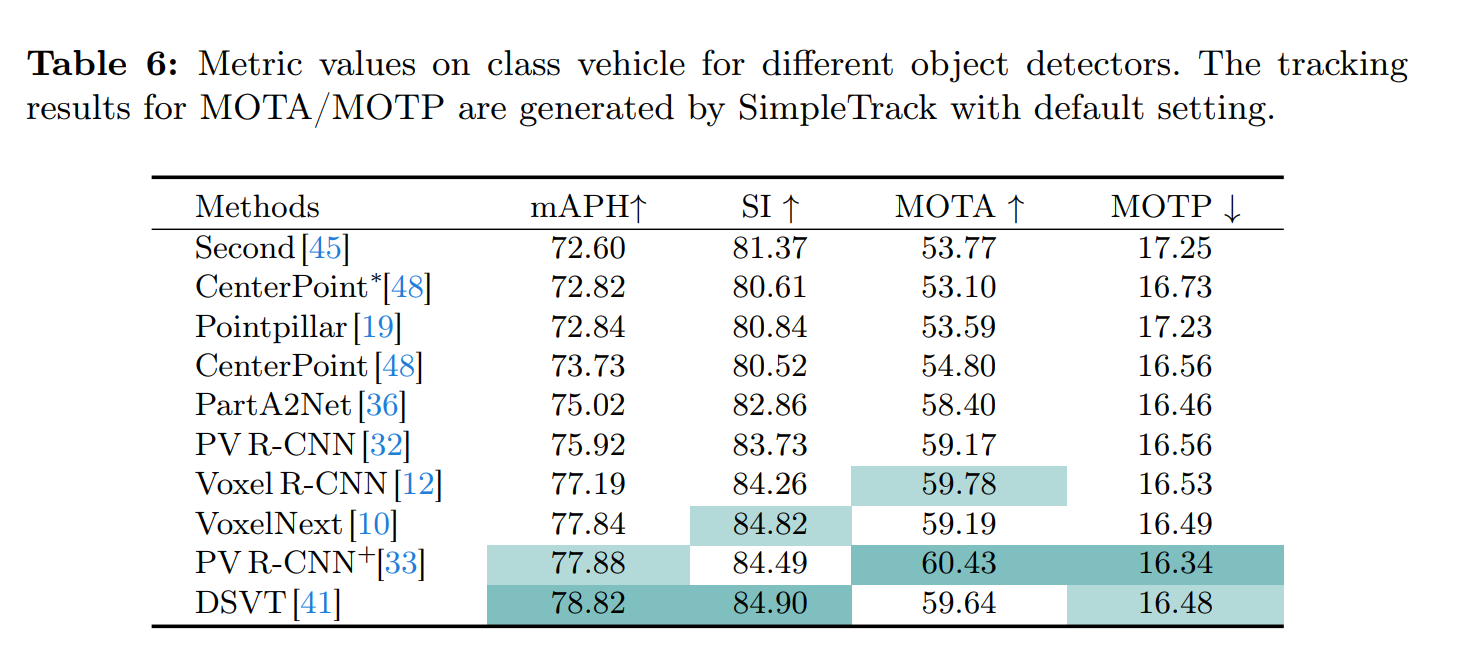 Table 6: Metric values on class vehicle for different object detectors. The tracking
results for MOTA/MOTP are generated by SimpleTrack with default setting.
Methods mAPH↑ SI ↑ MOTA ↑ MOTP ↓
Second [45] 72.60 81.37 53.77 17.25
CenterPoint*[48] 72.82 80.61 53.10 16.73
Pointpillar [19] 72.84 80.84 53.59 17.23
CenterPoint [48] 73.73 80.52 54.80 16.56
PartA2Net [36] 75.02 82.86 58.40 16.46
PV R-CNN [32] 75.92 83.73 59.17 16.56
Voxel R-CNN [12] 77.19 84.26 59.78 16.53
VoxelNext [10] 77.84 84.82 59.19 16.49
PV R-CNN+[33] 77.88 84.49 60.43 16.34
DSVT [41] 78.82 84.90 59.64 16.48